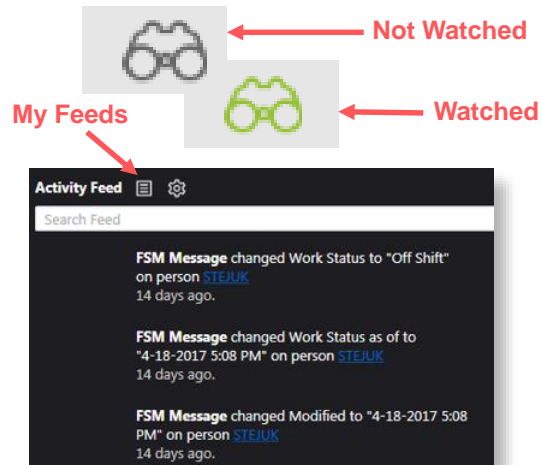 Not Watched
Watched
My Feeds
Activity Feed
Search Feed
FSM Message changed Work Status to "Off Shift"
on person STEJUK
14 days ago.
FSM Message changed Work Status as of to
"4-18-2017 5:08 PM" on person STEJUK
14 days ago.
FSM Message changed Modified to "4-18-2017 5:08
PM" on person STEJUK
14 days ago.